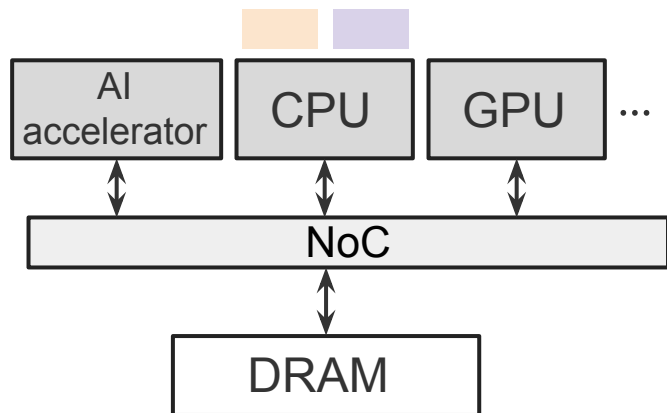 AI
accelerator
CPU
GPU
...
NoC
DRAM